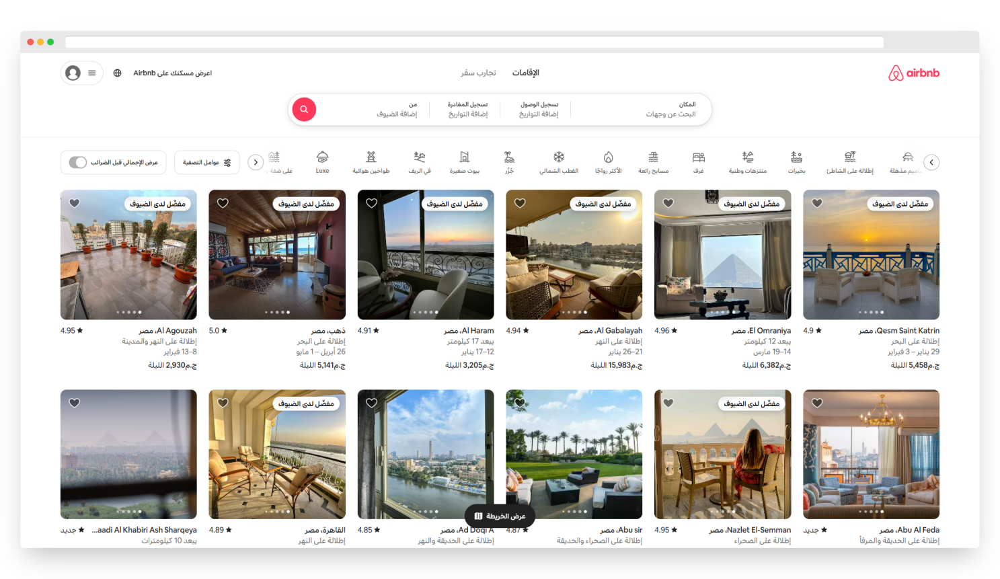 airbnb
الإقامات
تجارب سفر
اعرض مسكنك على Airbnb
المكان
البحث عن وجهات
تسجيل الوصول
إضافة التواريخ
تسجيل المغادرة
إضافة التواريخ
من
إضافة الضيوف
إطلالة على الشاطئ
بحيرات
منتزهات وطنية
غرف
مسابح رائعة
الأكثر رواجًا
القطب الشمالي
جُزُر
بيوت صغيرة
في الريف
طواحين هوائية
Luxe
على ضفة
عوامل التصفية
عرض الإجمالي قبل الضرائب
مفضّل لدى الضيوف
Qesm Saint Katrin، مصر
4.9
إطلالة على البحر
29 يناير – 3 فبراير
ج.م5,458 الليلة
مفضّل لدى الضيوف
El Omraniya، مصر
4.96
يبعد 12 كيلومتر
14–19 مارس
ج.م6,382 الليلة
مفضّل لدى الضيوف
Al Gabalayah، مصر
4.94
إطلالة على النهر
21–26 يناير
ج.م15,983 الليلة
مفضّل لدى الضيوف
Al Haram، مصر
4.91
يبعد 17 كيلومتر
12–17 يناير
ج.م3,205 الليلة
مفضّل لدى الضيوف
ذهب، مصر
5.0
إطلالة على البحر
26 أبريل – 1 مايو
ج.م5,141 الليلة
مفضّل لدى الضيوف
Al Agouzah، مصر
4.95
إطلالة على النهر والمدينة
8–13 فبراير
ج.م2,930 الليلة
Abu Al Feda، مصر
جديد
إطلالة على الحديقة والمرفأ
مفضّل لدى الضيوف
Nazlet El-Semman، مصر
4.95
إطلالة على الصحراء
Abu sir، مصر
4.87
إطلالة على الصحراء والحديقة
Ad Doqi A، مصر
4.85
إطلالة على الحديقة والنهر
مفضّل لدى الضيوف
القاهرة، مصر
4.89
إطلالة على النهر
aadi Al Khabiri Ash Sharqeya...
جديد
يبعد 10 كيلومترات
عرض الخريطة